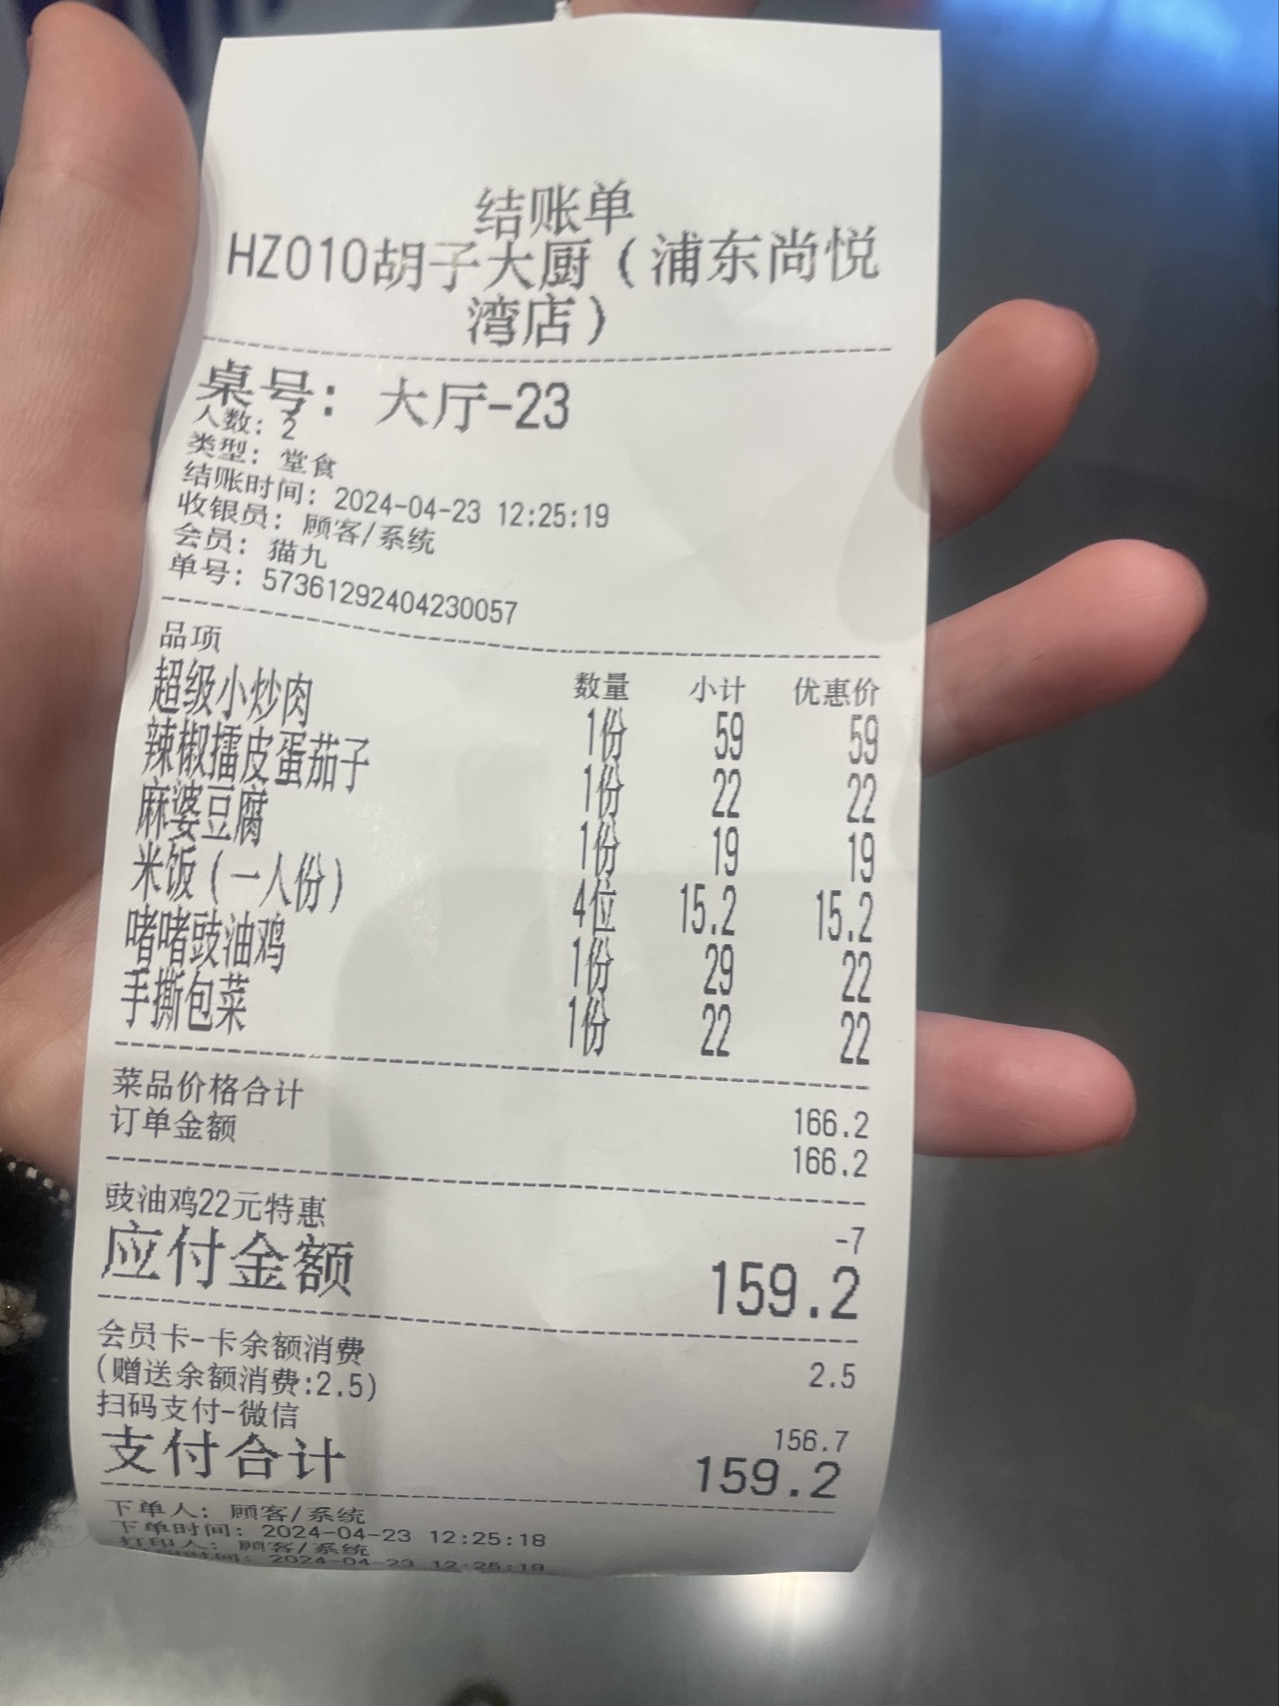 结账单
HZ010胡子大厨（浦东尚悦
湾店）
桌号：大厅-23
人数：2
类型：堂食
结账时间：2024-04-23 12:25:19
收银员：顾客/系统
会员：猫九
单号：57361292404230057
品项 数量 小计 优惠价
超级小炒肉 1份 59 59
辣椒擂皮蛋茄子 1份 22 22
麻婆豆腐 1份 19 19
米饭（一人份） 4位 15.2 15.2
啫啫豉油鸡 1份 29 22
手撕包菜 1份 22 22
菜品价格合计 166.2
订单金额 166.2
豉油鸡22元特惠 -7
应付金额 159.2
会员卡-卡余额消费 2.5
(赠送余额消费:2.5)
扫码支付-微信 156.7
支付合计 159.2
下单人：顾客/系统
下单时间：2024-04-23 12:25:18
打印人：顾客/系统
2024-04-23 12:25:19